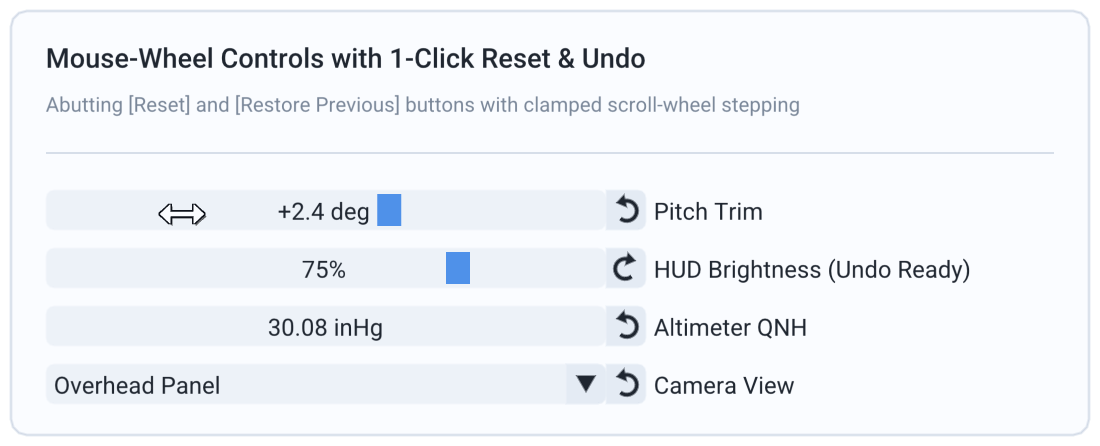 Mouse-Wheel Controls with 1-Click Reset & Undo
Abutting [Reset] and [Restore Previous] buttons with clamped scroll-wheel stepping
+2.4 deg Pitch Trim
75% HUD Brightness (Undo Ready)
30.08 inHg Altimeter QNH
Overhead Panel Camera View